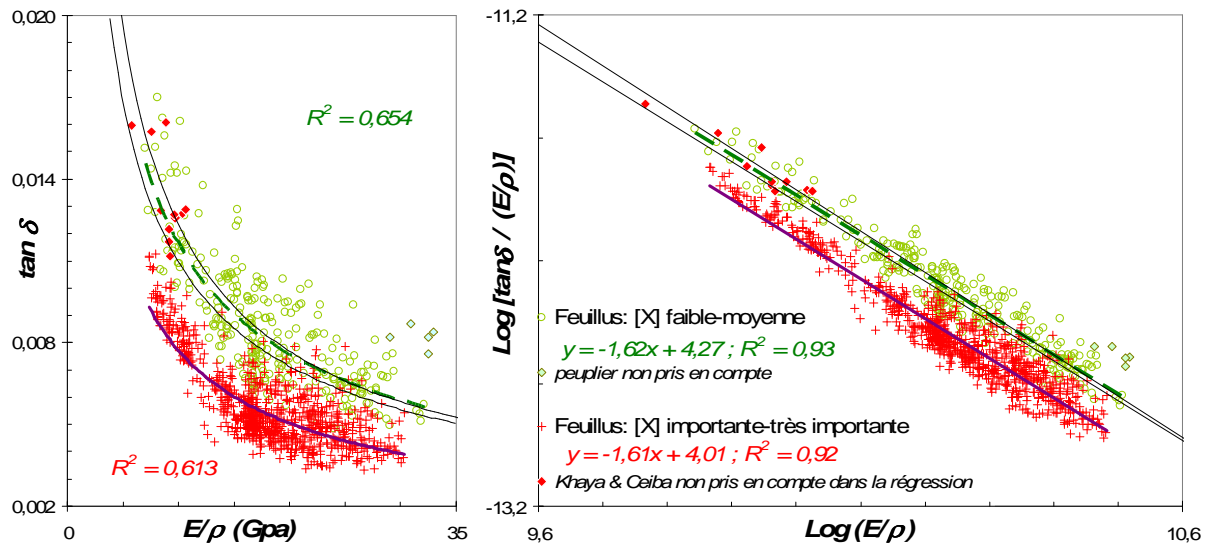 0,020
0,014
0,008
0,002
tan δ
R² = 0,654
R² = 0,613
0
35
E/ρ (Gpa)
-11,2
-13,2
Log [tanδ / (E/ρ)]
Feuillus: [X] faible-moyenne
y = -1,62x + 4,27 ; R² = 0,93
peuplier non pris en compte
Feuillus: [X] importante-très importante
y = -1,61x + 4,01 ; R² = 0,92
Khaya & Ceiba non pris en compte dans la régression
9,6
10,6
Log (E/ρ)